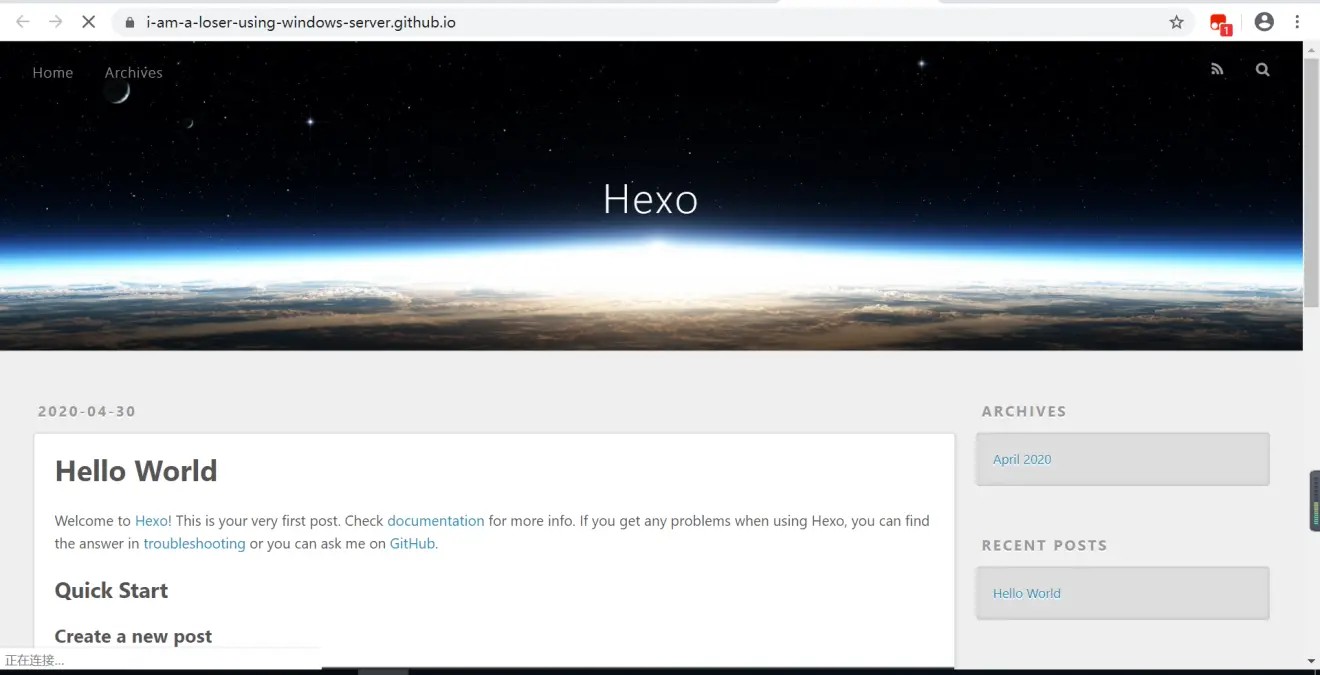 i-am-a-loser-using-windows-server.github.io
1
Home Archives
Hexo
2020-04-30
Hello World
Welcome to Hexo! This is your very first post. Check documentation for more info. If you get any problems when using Hexo, you can find
the answer in troubleshooting or you can ask me on GitHub.
Quick Start
Create a new post
ARCHIVES
April 2020
RECENT POSTS
Hello World
正在连接...